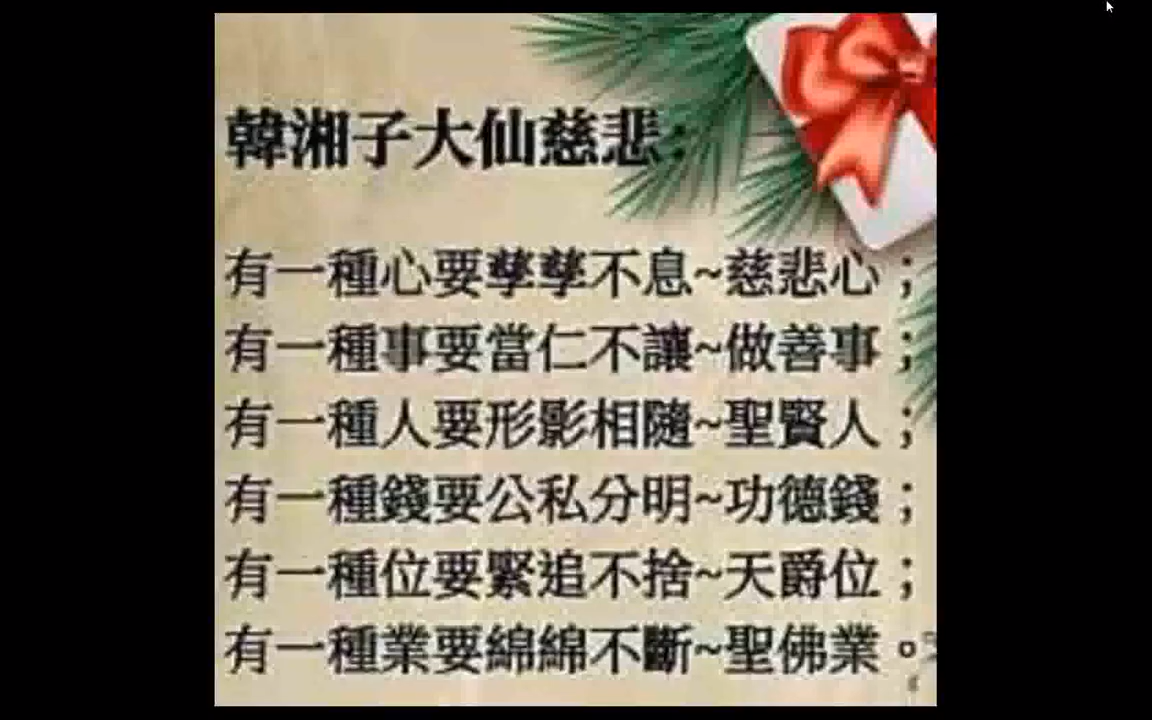 韓湘子大仙慈悲：
有一種心要孳孳不息~慈悲心；
有一種事要當仁不讓~做善事；
有一種人要形影相隨~聖賢人；
有一種錢要公私分明~功德錢；
有一種位要緊追不捨~天爵位；
有一種業要綿綿不斷~聖佛業。